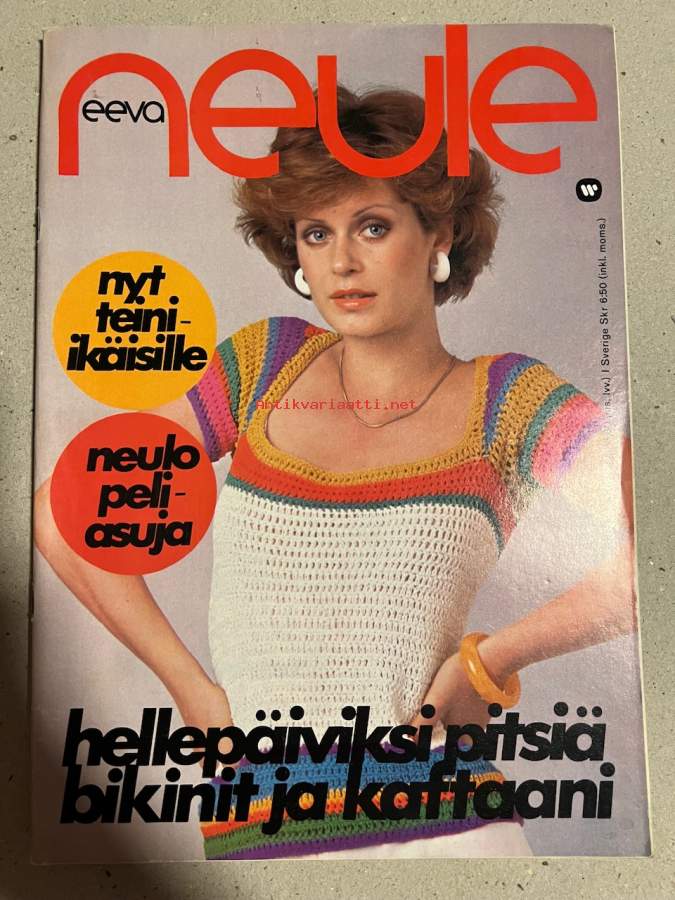 eeva
neule
nyt
teini-
ikäisille
neulo
peli-
asuja
Antikvariaatti.net
s. lvv.) I Sverige Skr 6:50 (inkl. moms.)
hellepäiviksi pitsiä
bikinit ja kaftaani